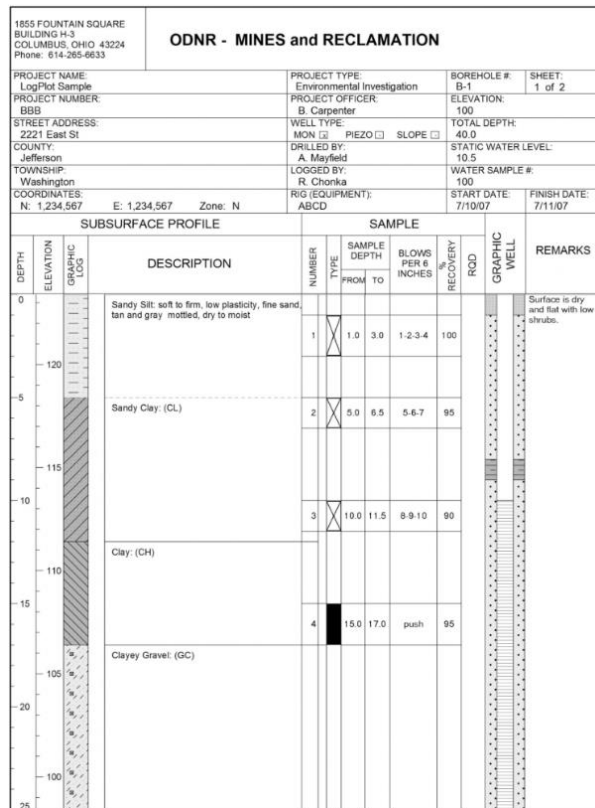 1855 FOUNTAIN SQUARE
BUILDING H-3
COLUMBUS, OHIO 43224
Phone: 614-265-6633
ODNR - MINES and RECLAMATION
PROJECT NAME:
LogPlot Sample
PROJECT TYPE:
Environmental Investigation
BOREHOLE #:
B-1
SHEET:
1 of 2
PROJECT NUMBER:
BBB
PROJECT OFFICER:
B. Carpenter
ELEVATION:
100
STREET ADDRESS:
2221 East St
WELL TYPE:
MON PIEZO SLOPE
TOTAL DEPTH:
40.0
COUNTY:
Jefferson
DRILLED BY:
A. Mayfield
STATIC WATER LEVEL:
10.5
TOWNSHIP:
Washington
LOGGED BY:
R. Chonka
WATER SAMPLE #:
100
COORDINATES:
N: 1,234,567 E: 1,234,567 Zone: N
RIG (EQUIPMENT):
ABCD
START DATE:
7/10/07
FINISH DATE:
7/11/07
SUBSURFACE PROFILE
SAMPLE
DEPTH
ELEVATION
GRAPHIC
LOG
DESCRIPTION
NUMBER
TYPE
SAMPLE
DEPTH
FROM TO
BLOWS
PER 6
INCHES
%
RECOVERY
RQD
GRAPHIC
WELL
REMARKS
0
Sandy Silt: soft to firm, low plasticity, fine sand,
tan and gray mottled, dry to moist
Surface is dry
and flat with low
shrubs.
1 1.0 3.0 1-2-3-4 100
120
5
Sandy Clay: (CL)
2 5.0 6.5 5-6-7 95
115
10
3 10.0 11.5 8-9-10 90
Clay: (CH)
110
15
4 15.0 17.0 push 95
Clayey Gravel: (GC)
105
20
100
25